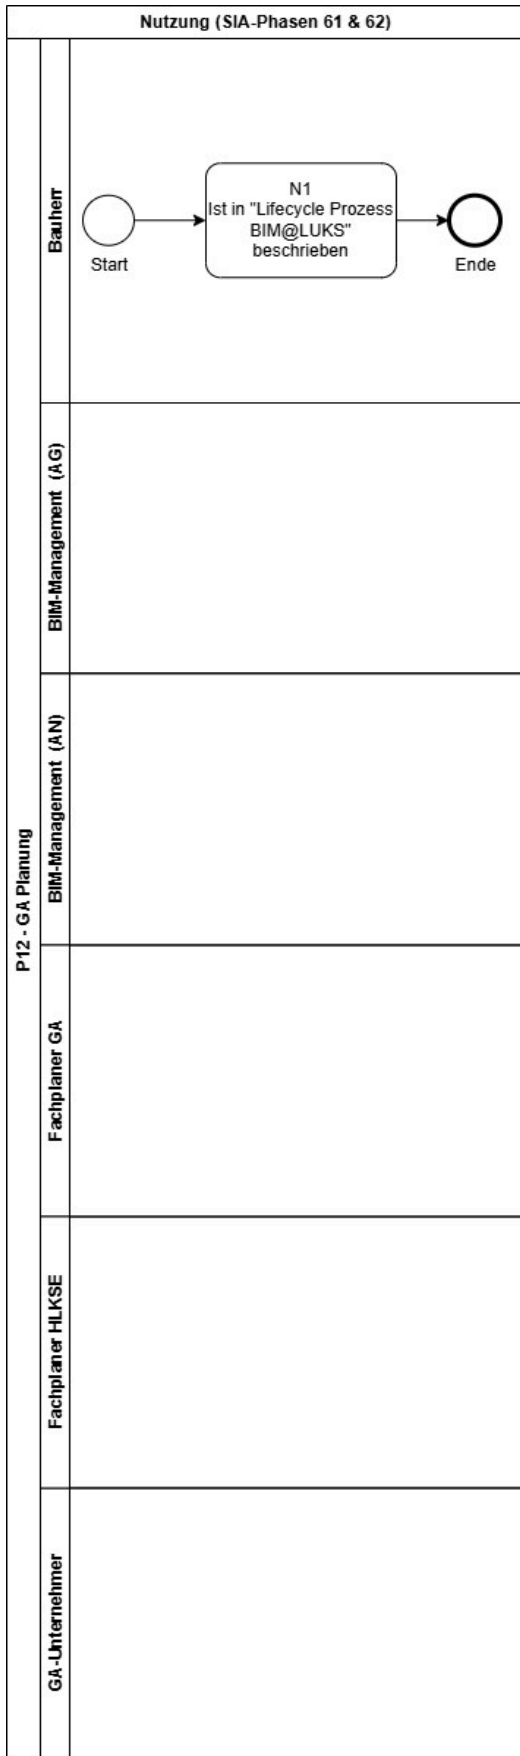 Nutzung (SIA-Phasen 61 & 62)
P12 - GA Planung
Bauherr
Start
N1
Ist in "Lifecycle Prozess
BIM@LUKS"
beschrieben
Ende
BIM-Management (AG)
BIM-Management (AN)
Fachplaner GA
Fachplaner HLKSE
GA-Unternehmer